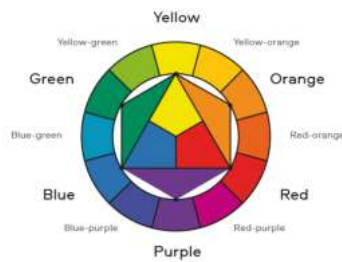 Yellow
Yellow-green
Yellow-orange
Green
Orange
Blue-green
Red-orange
Blue
Red
Blue-purple
Red-purple
Purple